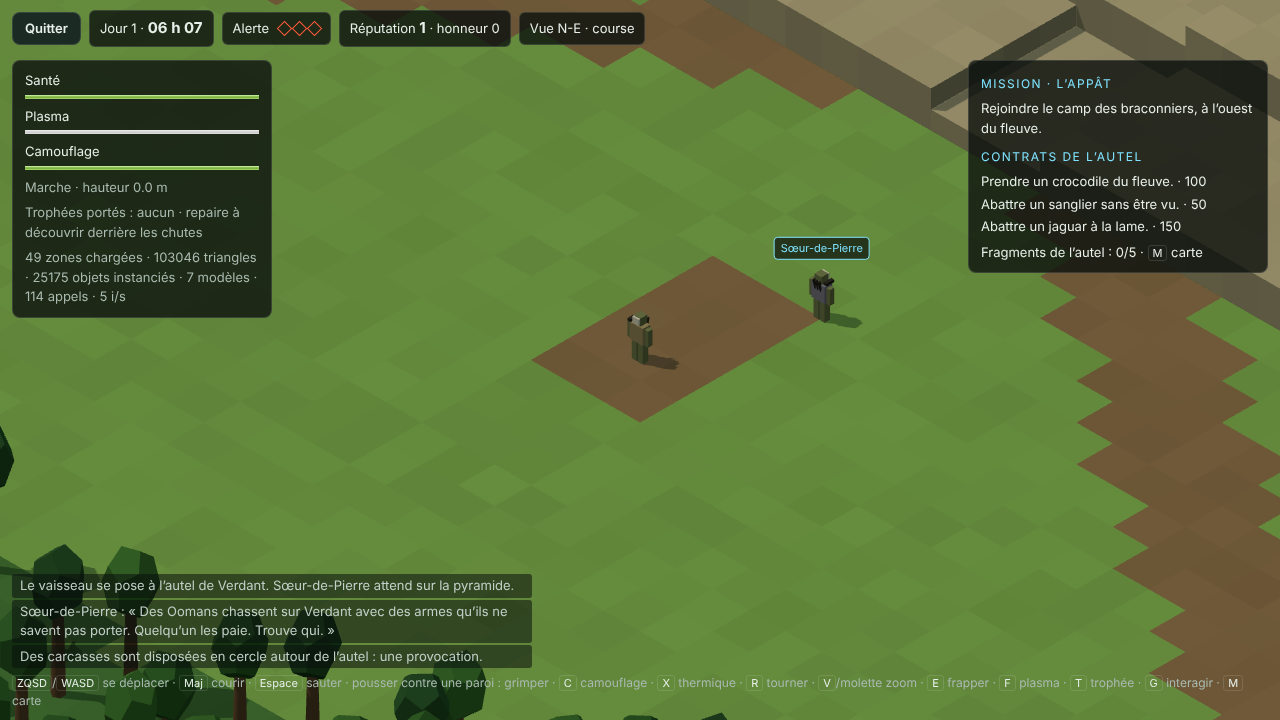 Quitter
Jour 1 · 06 h 07
Alerte
Réputation 1 · honneur 0
Vue N-E · course
Santé
Plasma
Camouflage
Marche · hauteur 0.0 m
Trophées portés : aucun · repaire à
découvrir derrière les chutes
49 zones chargées · 103046 triangles
· 25175 objets instanciés · 7 modèles ·
114 appels · 5 i/s
MISSION · L’APPÂT
Rejoindre le camp des braconniers, à l’ouest
du fleuve.
CONTRATS DE L’AUTEL
Prendre un crocodile du fleuve. · 100
Abattre un sanglier sans être vu. · 50
Abattre un jaguar à la lame. · 150
Fragments de l’autel : 0/5 · M carte
Sœur-de-Pierre
Le vaisseau se pose à l’autel de Verdant. Sœur-de-Pierre attend sur la pyramide.
Sœur-de-Pierre : « Des Oomans chassent sur Verdant avec des armes qu’ils ne
savent pas porter. Quelqu’un les paie. Trouve qui. »
Des carcasses sont disposées en cercle autour de l’autel : une provocation.
ZQSD / WASD se déplacer · Maj courir · Espace sauter · pousser contre une paroi : grimper · C camouflage · X thermique · R tourner · V /molette zoom · E frapper · F plasma · T trophée · G interagir · M
carte